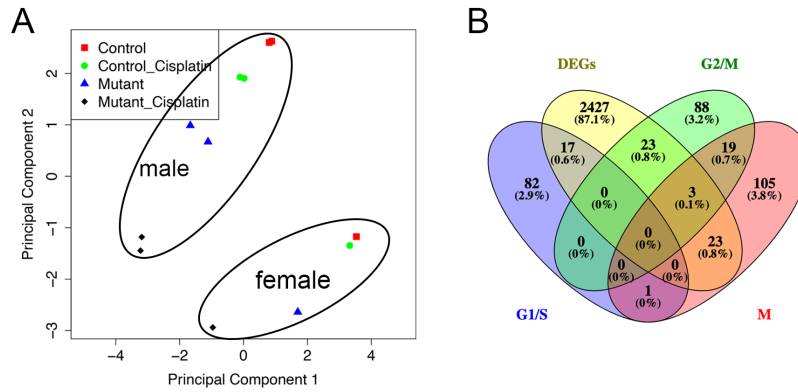 A
Control
Control_Cisplatin
Mutant
Mutant_Cisplatin
male
female
2
1
0
−1
−2
−3
−4
−2
0
2
4
Principal Component 1
Principal Component 2
B
DEGs
G2/M
2427
(87.1%)
88
(3.2%)
17
(0.6%)
23
(0.8%)
19
(0.7%)
82
(2.9%)
0
(0%)
3
(0.1%)
105
(3.8%)
0
(0%)
0
(0%)
23
(0.8%)
0
(0%)
0
(0%)
1
(0%)
G1/S
M